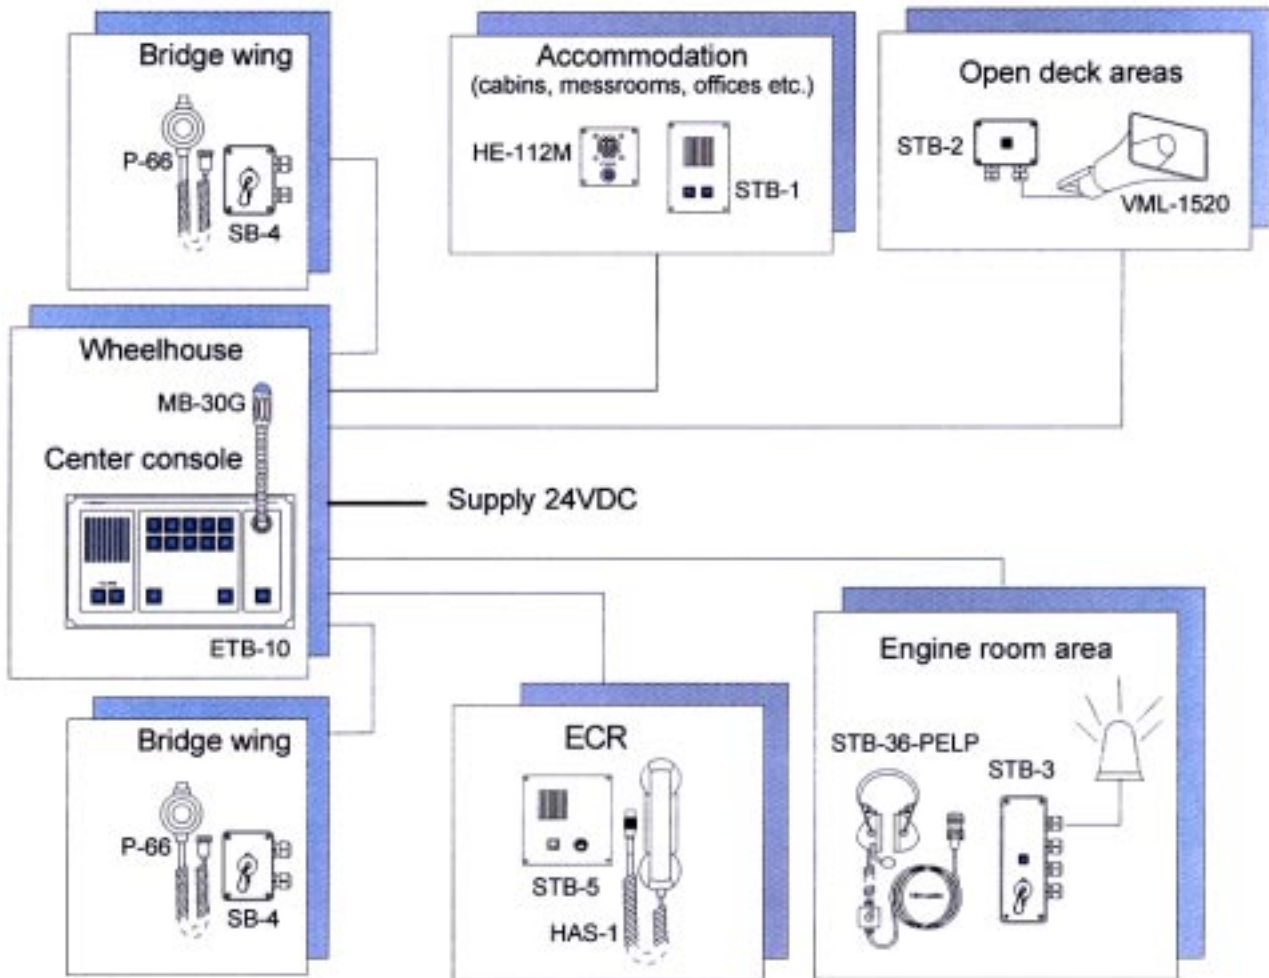 Bridge wing
P-66
SB-4
Accommodation
(cabins, messrooms, offices etc.)
HE-112M
STB-1
Open deck areas
STB-2
VML-1520
Wheelhouse
MB-30G
Center console
ETB-10
Supply 24VDC
Bridge wing
P-66
SB-4
ECR
STB-5
HAS-1
Engine room area
STB-36-PELP
STB-3